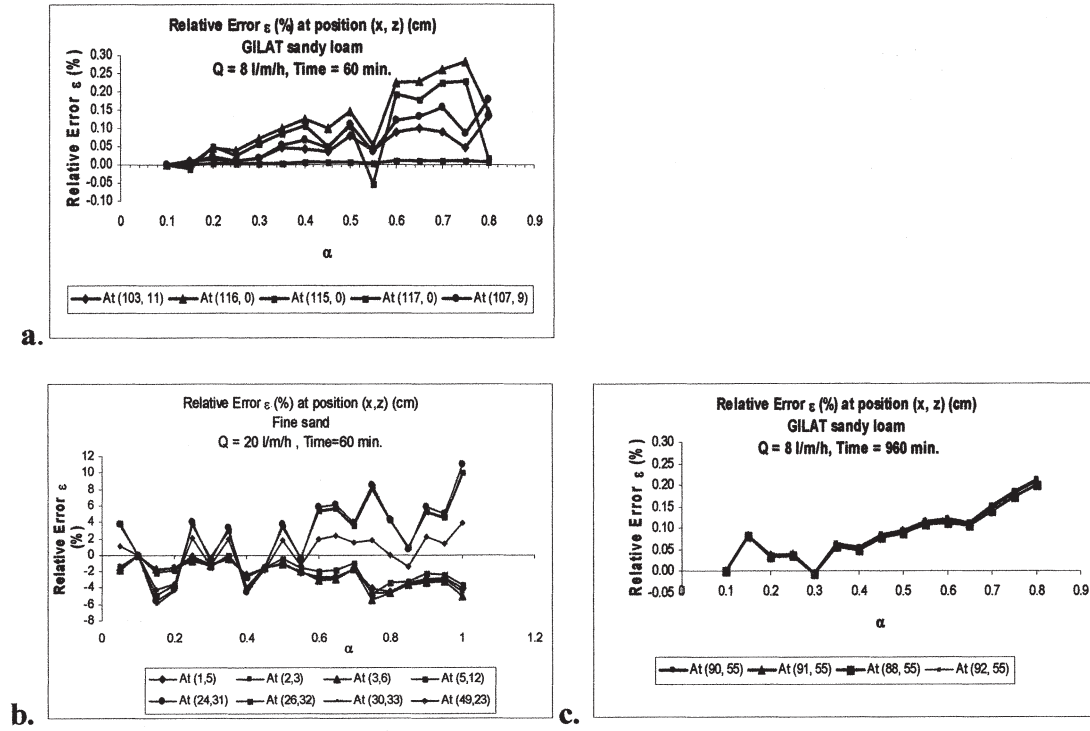 Relative Error ε (%) at position (x, z) (cm)
GILAT sandy loam
Q = 8 l/m/h, Time = 60 min.
Relative Error ε (%)
0.30
0.25
0.20
0.15
0.10
0.05
0.00
-0.05
-0.10
0 0.1 0.2 0.3 0.4 0.5 0.6 0.7 0.8 0.9
α
At (103, 11) At (116, 0) At (115, 0) At (117, 0) At (107, 9)
a.
Relative Error ε (%) at position (x,z) (cm)
Fine sand
Q = 20 l/m/h , Time=60 min.
Relative Error ε (%)
12
10
8
6
4
2
0
-2
-4
-6
-8
0 0.2 0.4 0.6 0.8 1 1.2
α
At (1,5) At (2,3) At (3,6) At (5,12)
At (24,31) At (26,32) At (30,33) At (49,23)
b.
Relative Error ε (%) at position (x, z) (cm)
GILAT sandy loam
Q = 8 l/m/h, Time = 960 min.
Relative Error ε (%)
0.30
0.25
0.20
0.15
0.10
0.05
0.00
-0.05
0 0.1 0.2 0.3 0.4 0.5 0.6 0.7 0.8 0.9
α
At (90, 55) At (91, 55) At (88, 55) At (92, 55)
c.